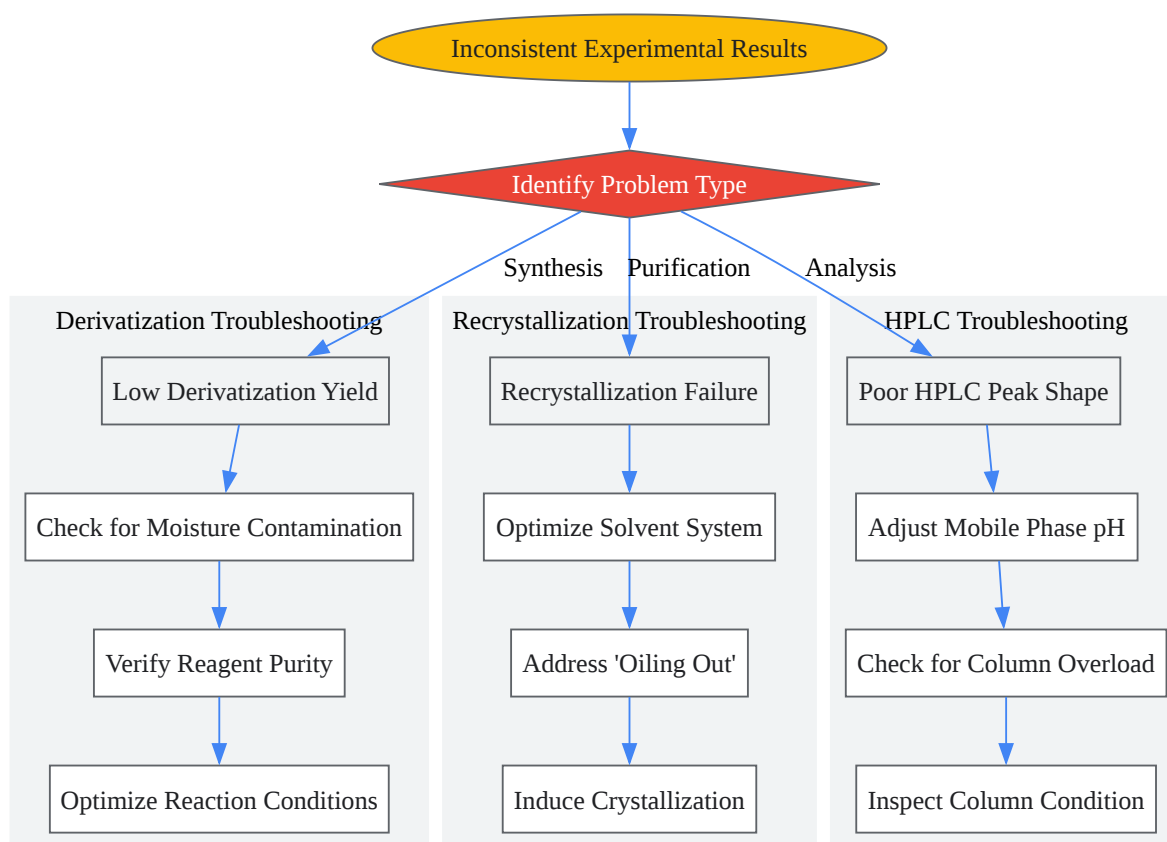 Inconsistent Experimental Results
Identify Problem Type
Synthesis
Purification
Analysis
Derivatization Troubleshooting
Low Derivatization Yield
Check for Moisture Contamination
Verify Reagent Purity
Optimize Reaction Conditions
Recrystallization Troubleshooting
Recrystallization Failure
Optimize Solvent System
Address 'Oiling Out'
Induce Crystallization
HPLC Troubleshooting
Poor HPLC Peak Shape
Adjust Mobile Phase pH
Check for Column Overload
Inspect Column Condition